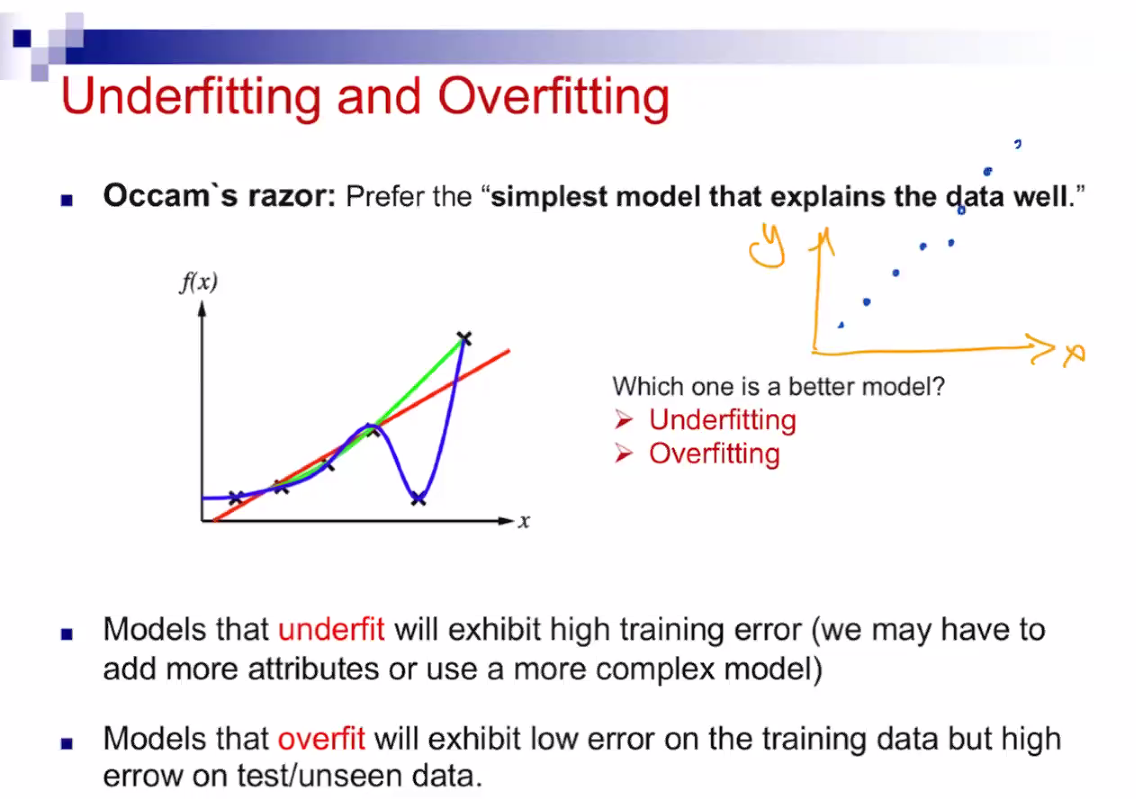 Underfitting and Overfitting
Occam`s razor: Prefer the “simplest model that explains the data well.”
y
f(x)
x
x
Which one is a better model?
Underfitting
Overfitting
Models that underfit will exhibit high training error (we may have to
add more attributes or use a more complex model)
Models that overfit will exhibit low error on the training data but high
errow on test/unseen data.